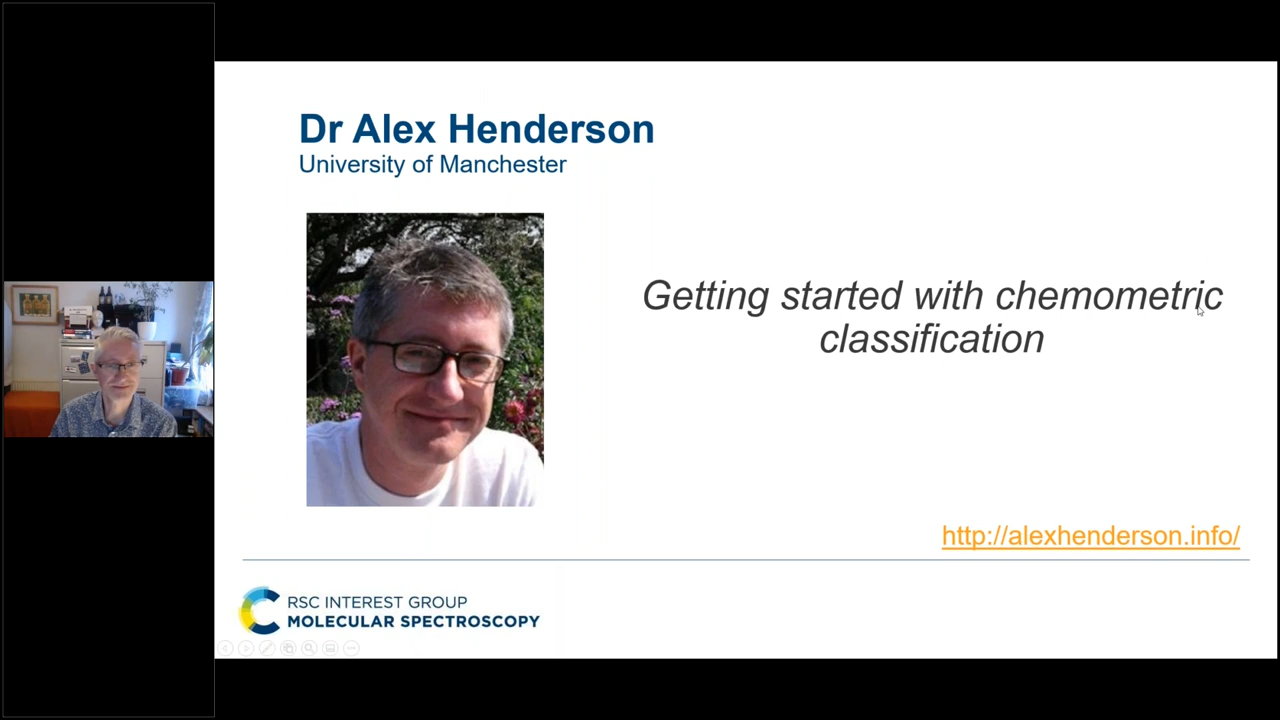 Dr Alex Henderson
University of Manchester
Getting started with chemometric
classification
http://alexhenderson.info/
RSC INTEREST GROUP
MOLECULAR SPECTROSCOPY